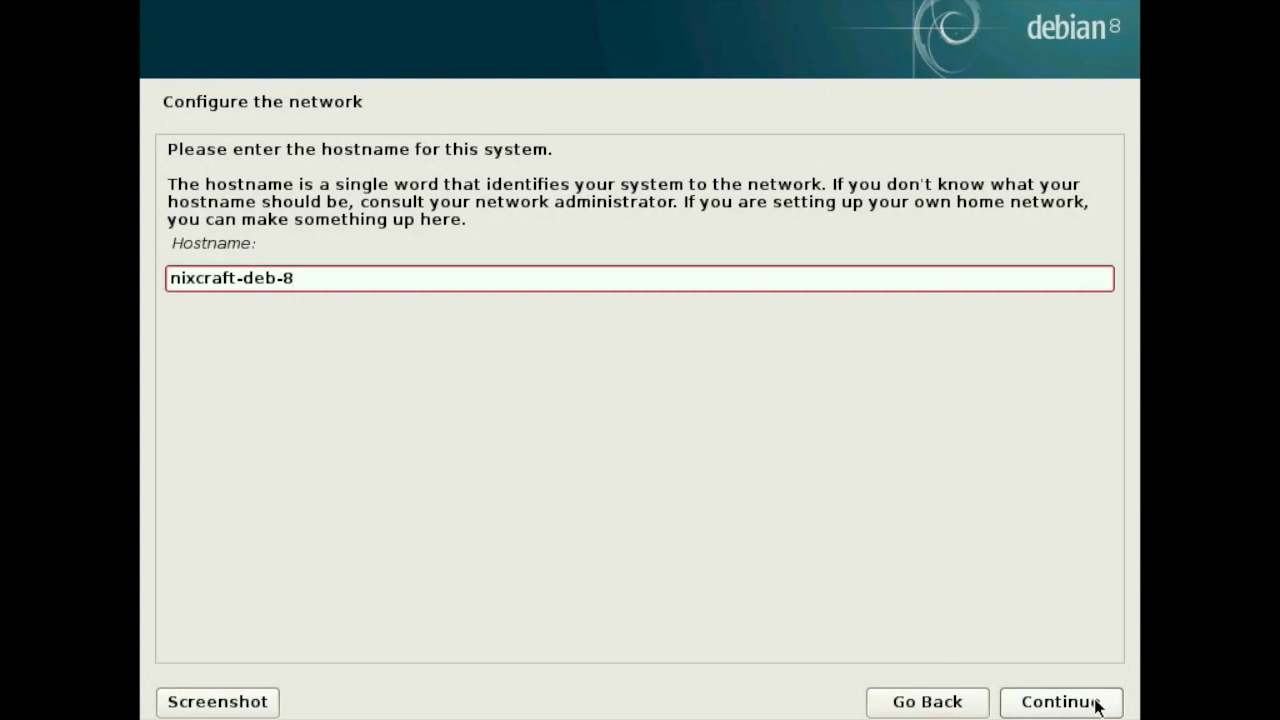 debian 8
Configure the network
Please enter the hostname for this system.
The hostname is a single word that identifies your system to the network. If you don't know what your
hostname should be, consult your network administrator. If you are setting up your own home network,
you can make something up here.
Hostname:
nixcraft-deb-8
Screenshot
Go Back
Continue